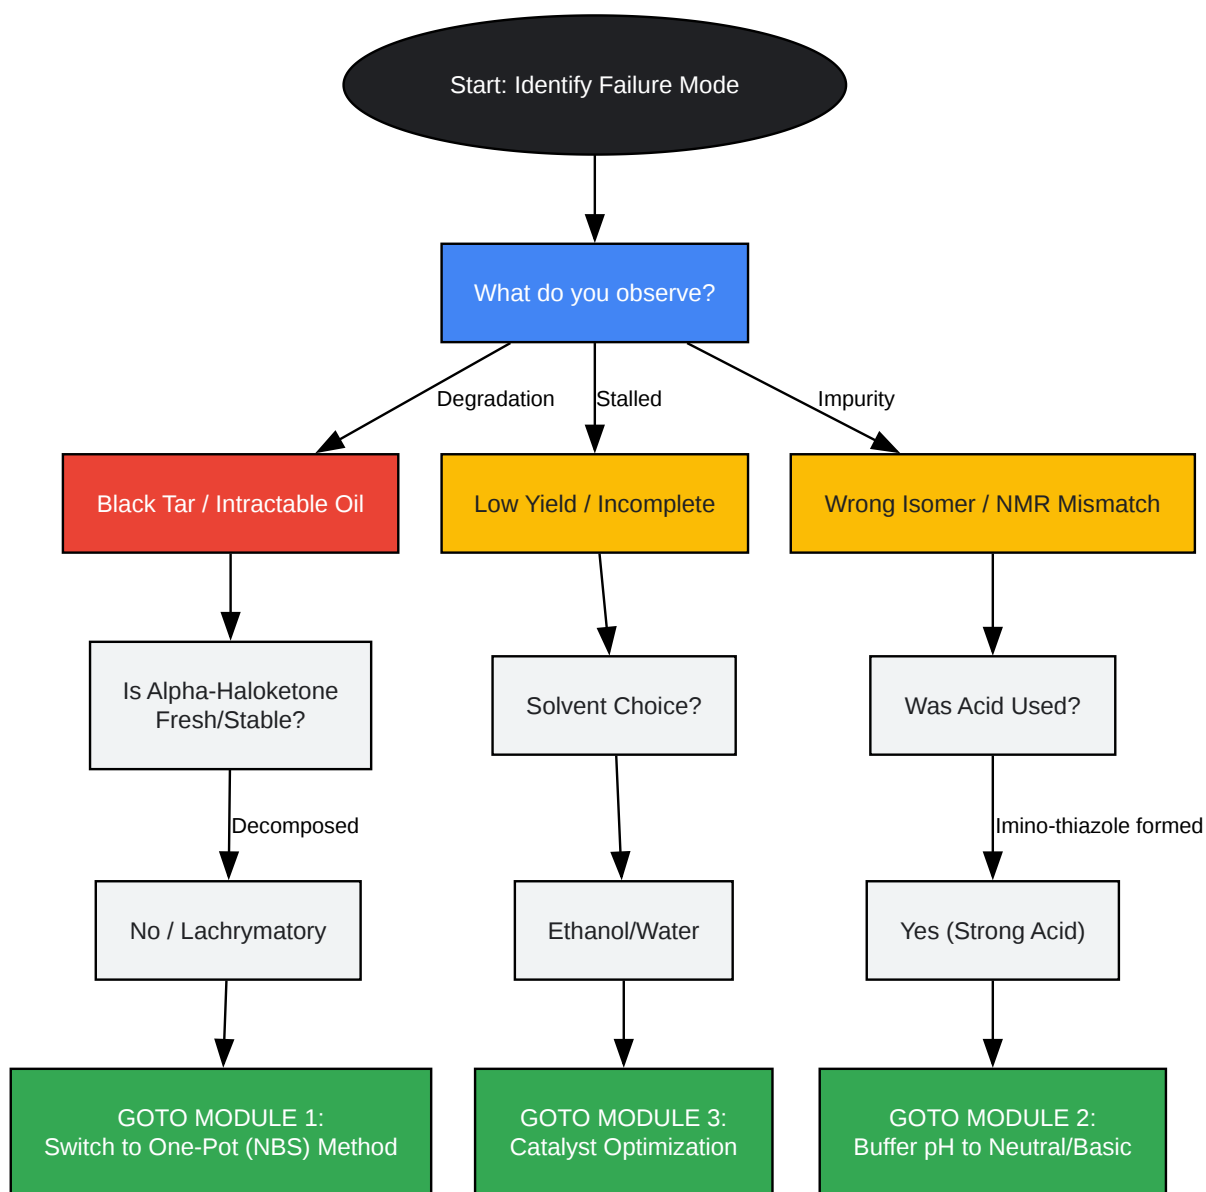 Start: Identify Failure Mode
What do you observe?
Degradation
Stalled
Impurity
Black Tar / Intractable Oil
Low Yield / Incomplete
Wrong Isomer / NMR Mismatch
Is Alpha-Haloketone
Fresh/Stable?
Solvent Choice?
Was Acid Used?
Decomposed
Imino-thiazole formed
No / Lachrymatory
Ethanol/Water
Yes (Strong Acid)
GOTO MODULE 1:
Switch to One-Pot (NBS) Method
GOTO MODULE 3:
Catalyst Optimization
GOTO MODULE 2:
Buffer pH to Neutral/Basic